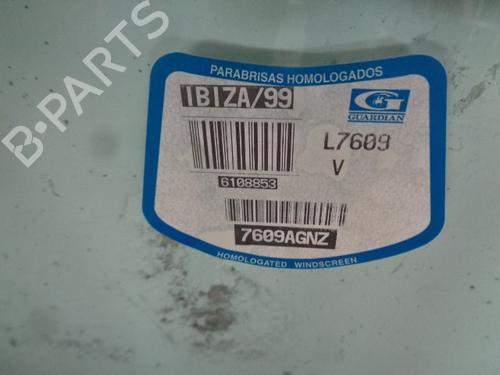 B-PARTS
PARABRISAS HOMOLOGADOS
IBIZA/99
G
GUARDIAN
L7609
V
6108853
7609AGNZ
HOMOLOGATED WINDSCREEN